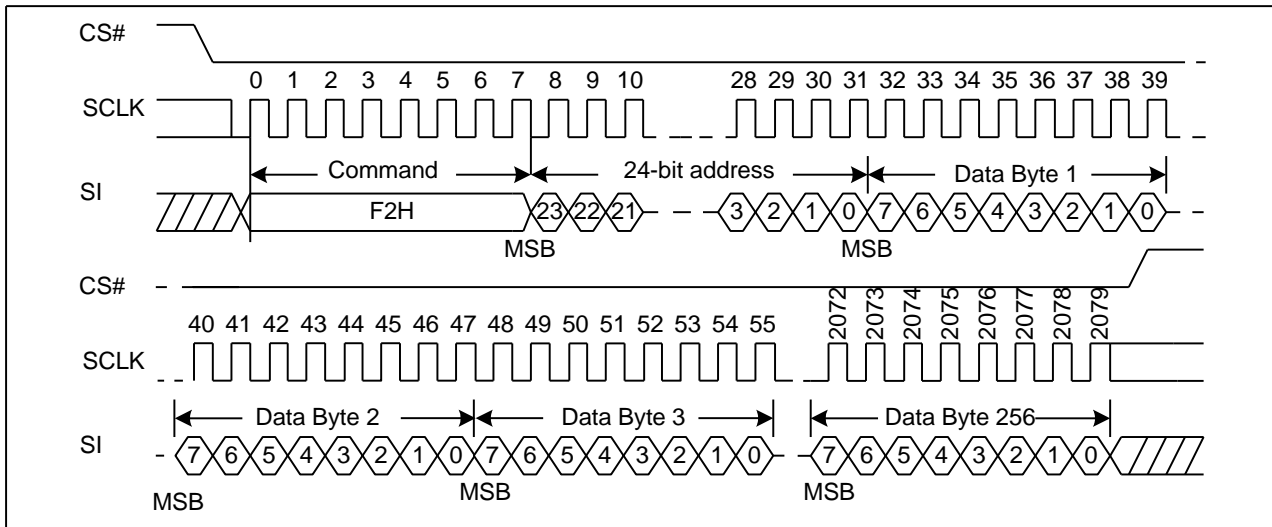 CS#
0 1 2 3 4 5 6 7 8 9 10 28 29 30 31 32 33 34 35 36 37 38 39
SCLK
Command 24-bit address Data Byte 1
SI
F2H 23 22 21 3 2 1 0 7 6 5 4 3 2 1 0
MSB MSB
CS#
2072 2073 2074 2075 2076 2077 2078 2079
40 41 42 43 44 45 46 47 48 49 50 51 52 53 54 55
SCLK
Data Byte 2 Data Byte 3 Data Byte 256
SI
7 6 5 4 3 2 1 0 7 6 5 4 3 2 1 0 7 6 5 4 3 2 1 0
MSB MSB MSB